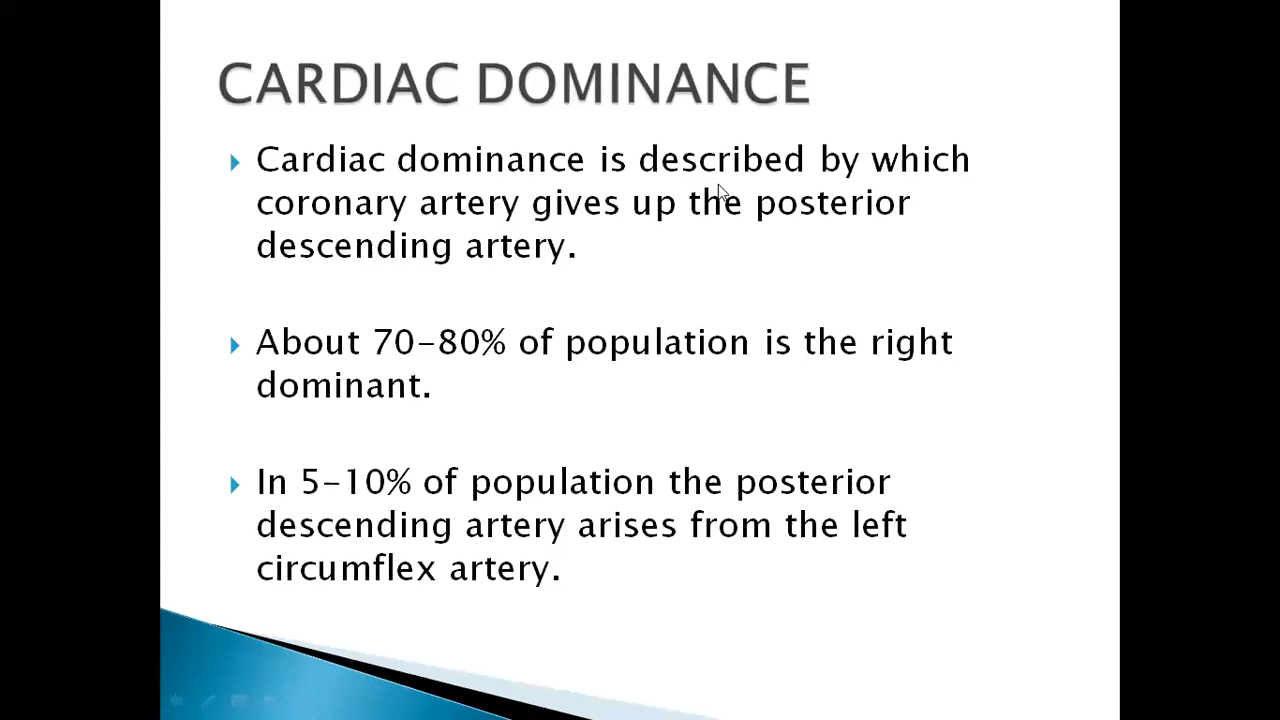 CARDIAC DOMINANCE
Cardiac dominance is described by which
coronary artery gives up the posterior
descending artery.
About 70-80% of population is the right
dominant.
In 5-10% of population the posterior
descending artery arises from the left
circumflex artery.